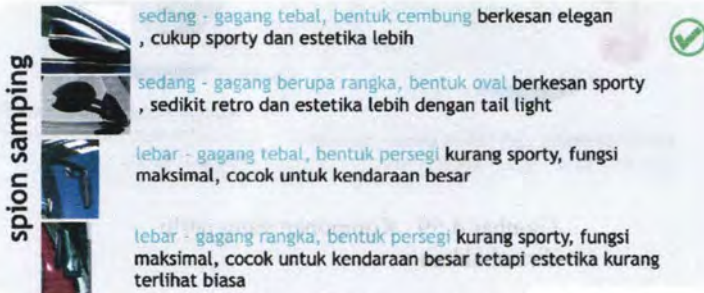 spion samping
sedang - gagang tebal, bentuk cembung berkesan elegan
, cukup sporty dan estetika lebih
sedang - gagang berupa rangka, bentuk oval berkesan sporty
, sedikit retro dan estetika lebih dengan tail light
lebar - gagang tebal, bentuk persegi kurang sporty, fungsi
maksimal, cocok untuk kendaraan besar
lebar - gagang rangka, bentuk persegi kurang sporty, fungsi
maksimal, cocok untuk kendaraan besar tetapi estetika kurang
terlihat biasa